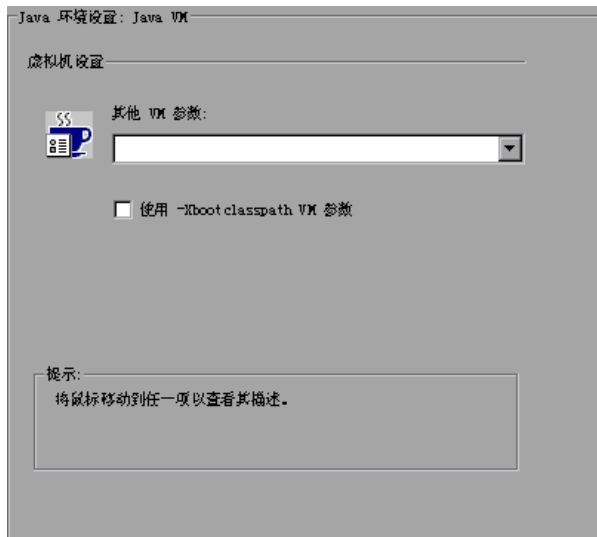 Java 环境设置: Java VM
虚拟机设置
其他 VM 参数:
使用 -Xbootclasspath VM 参数
提示:
将鼠标移动到任一项以查看其描述。